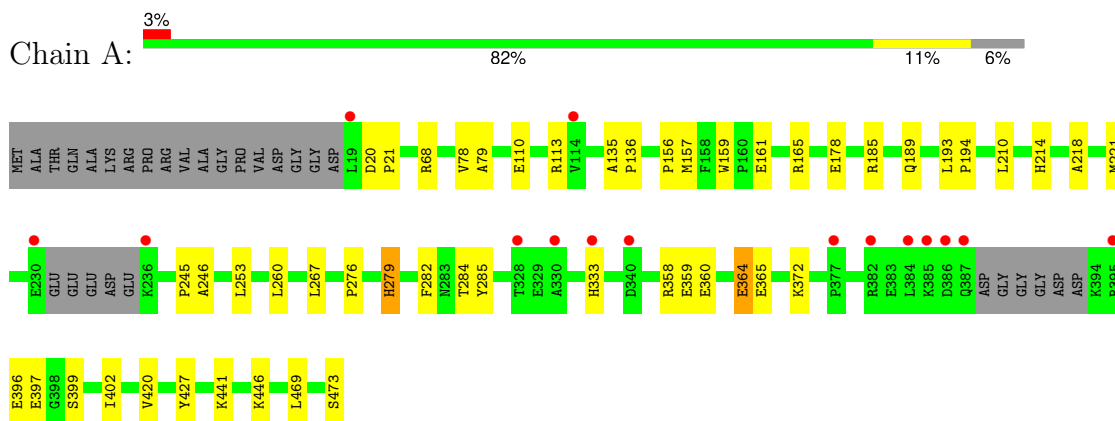 3%
Chain A:
82% 11% 6%
MET ALA THR GLN ALA LYS ARG PRO ARG VAL ALA GLY PRO VAL ASP GLY GLY ASP L19 D20 P21 R68 V78 A79 E110 R113 V114 A135 P136 P156 M157 F158 W159 P160 E161 R165 E178 R185 Q189 L193 P194 L210 H214 A218 M221
E230 GLU GLU GLU ASP GLU K236 P245 A246 L253 L260 L267 P276 H279 F282 N283 T284 Y285 T328 E329 A330 H333 D340 R358 E359 E360 E364 E365 K372 P377 R382 E383 L384 K385 D386 Q387 ASP GLY GLY GLY ASP ASP K394
E396 E397 G398 S399 I402 V420 Y427 K441 K446 L469 S473